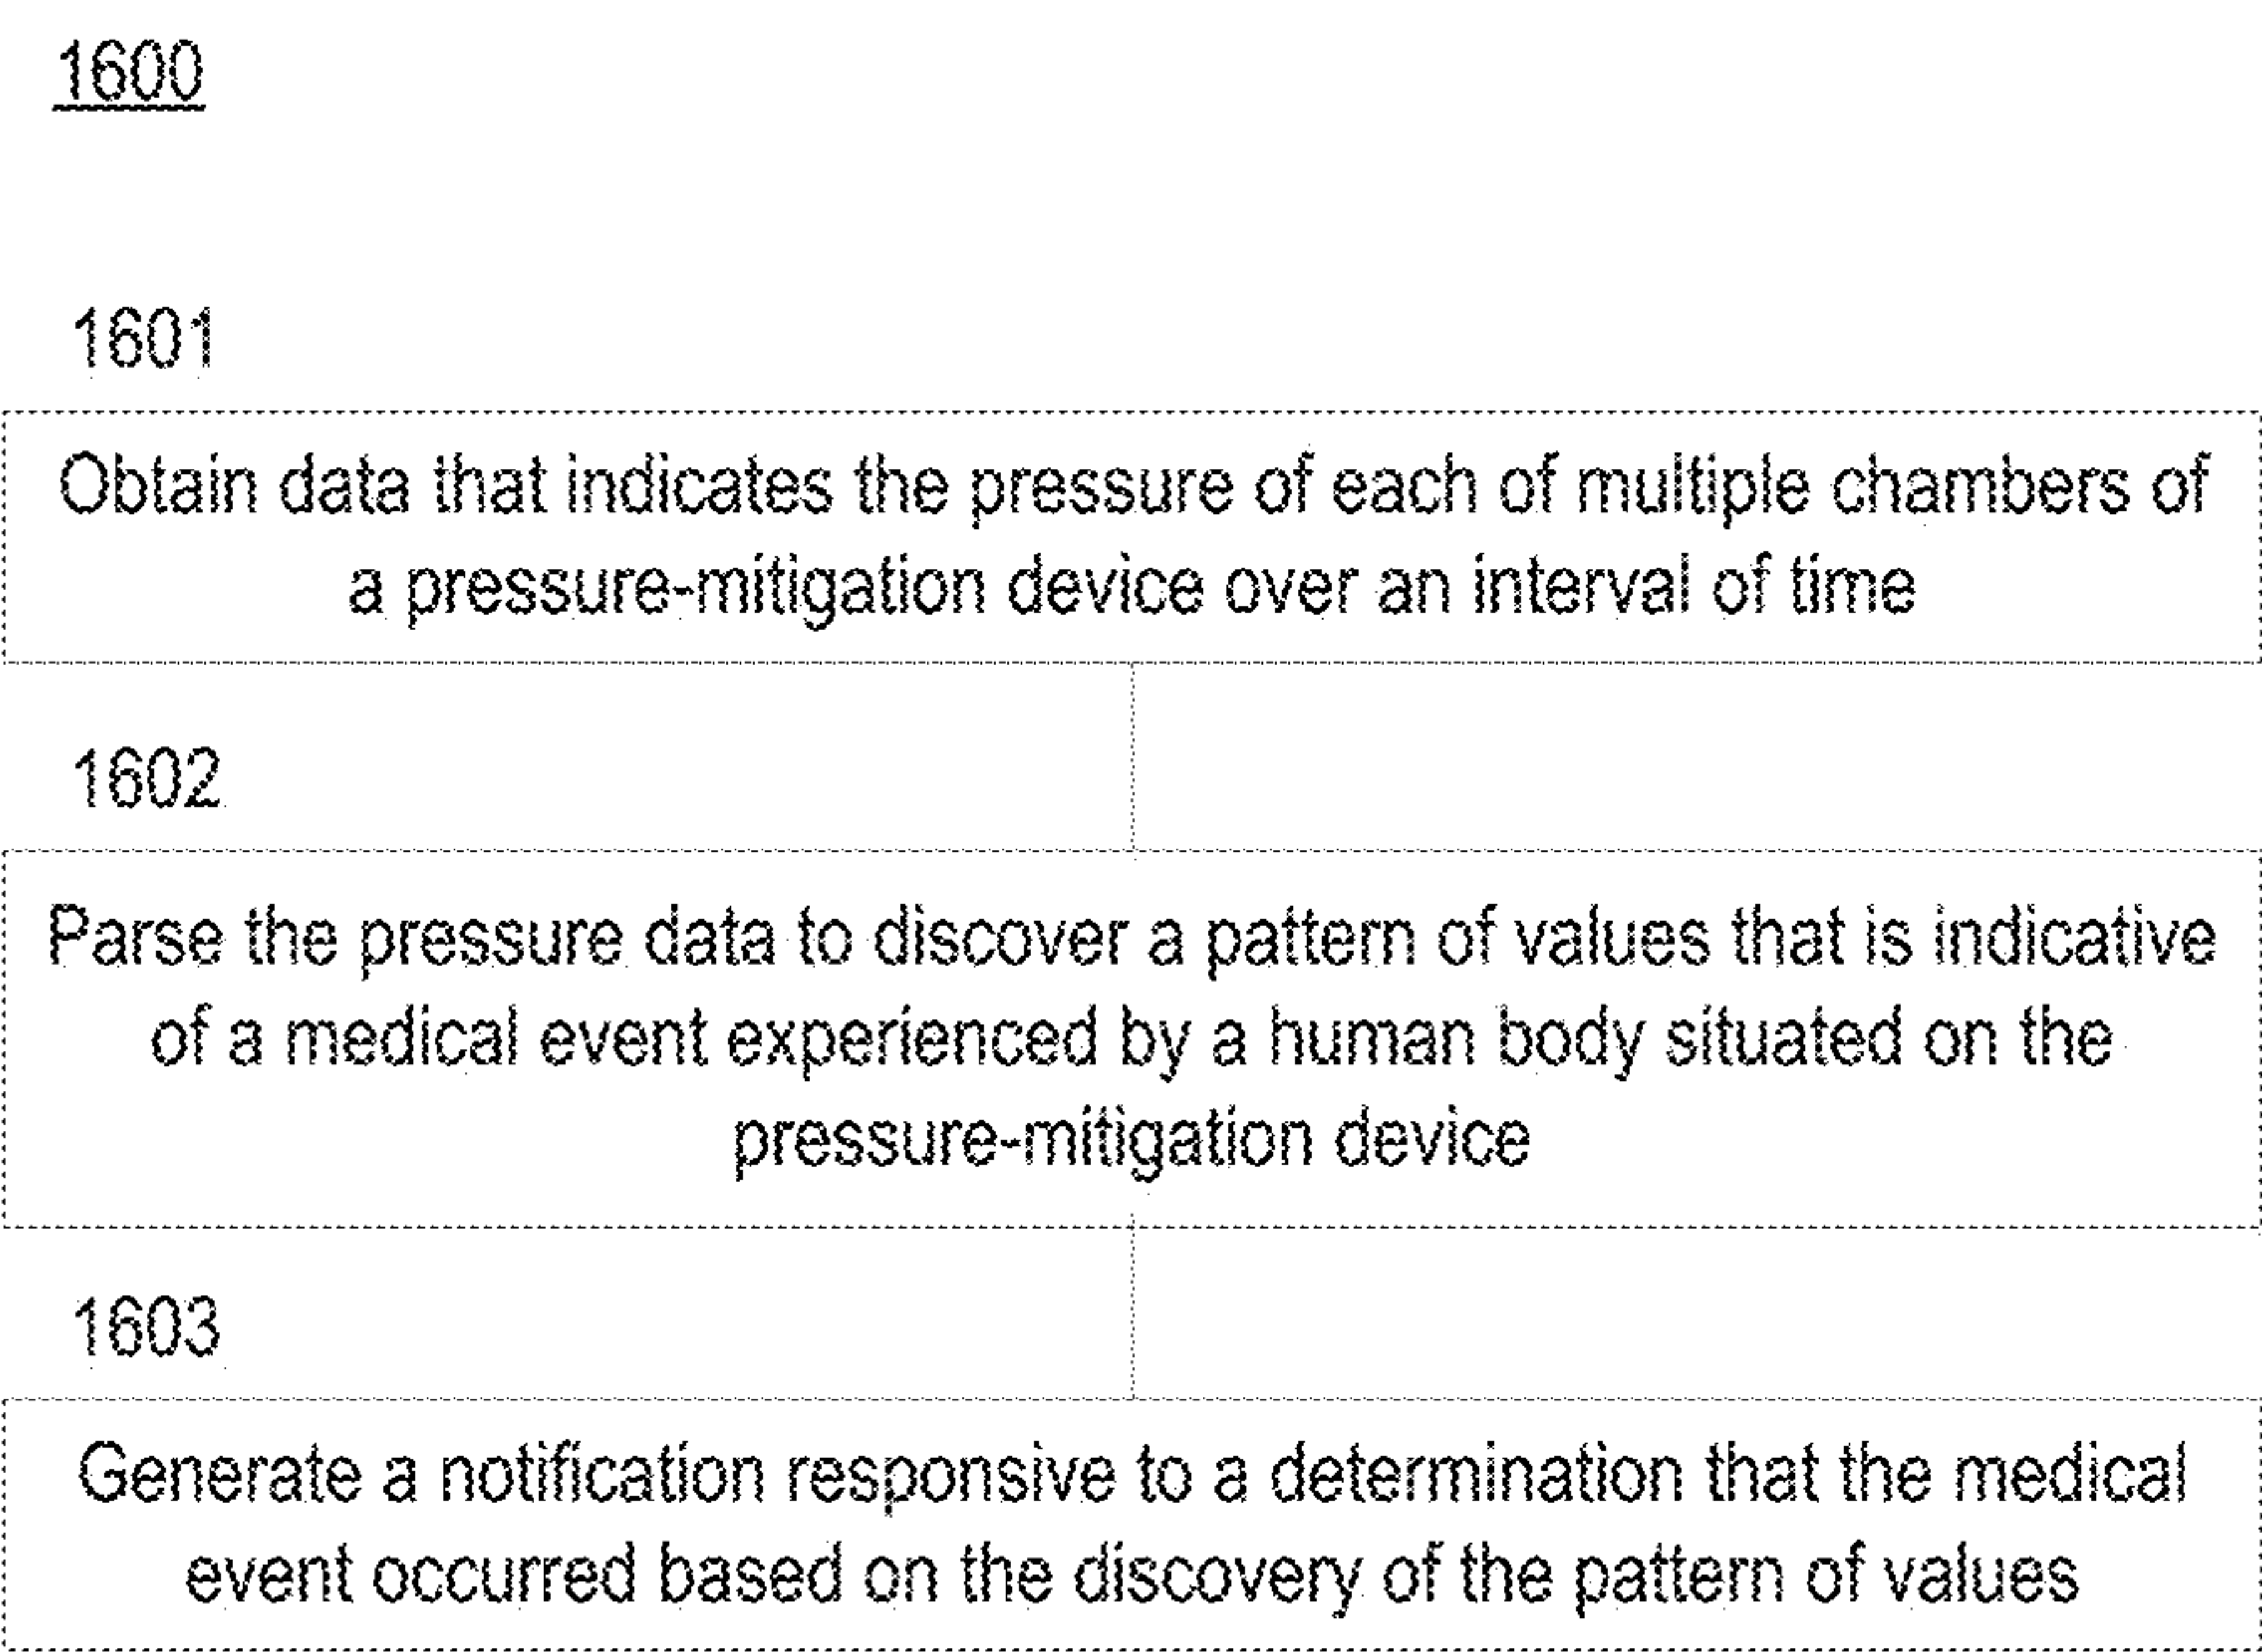 1600
1601
Obtain data that indicates the pressure of each of multiple chambers of
a pressure-mitigation device over an interval of time
1602
Parse the pressure data to discover a pattern of values that is indicative
of a medical event experienced by a human body situated on the
pressure-mitigation device
1603
Generate a notification responsive to a determination that the medical
event occurred based on the discovery of the pattern of values